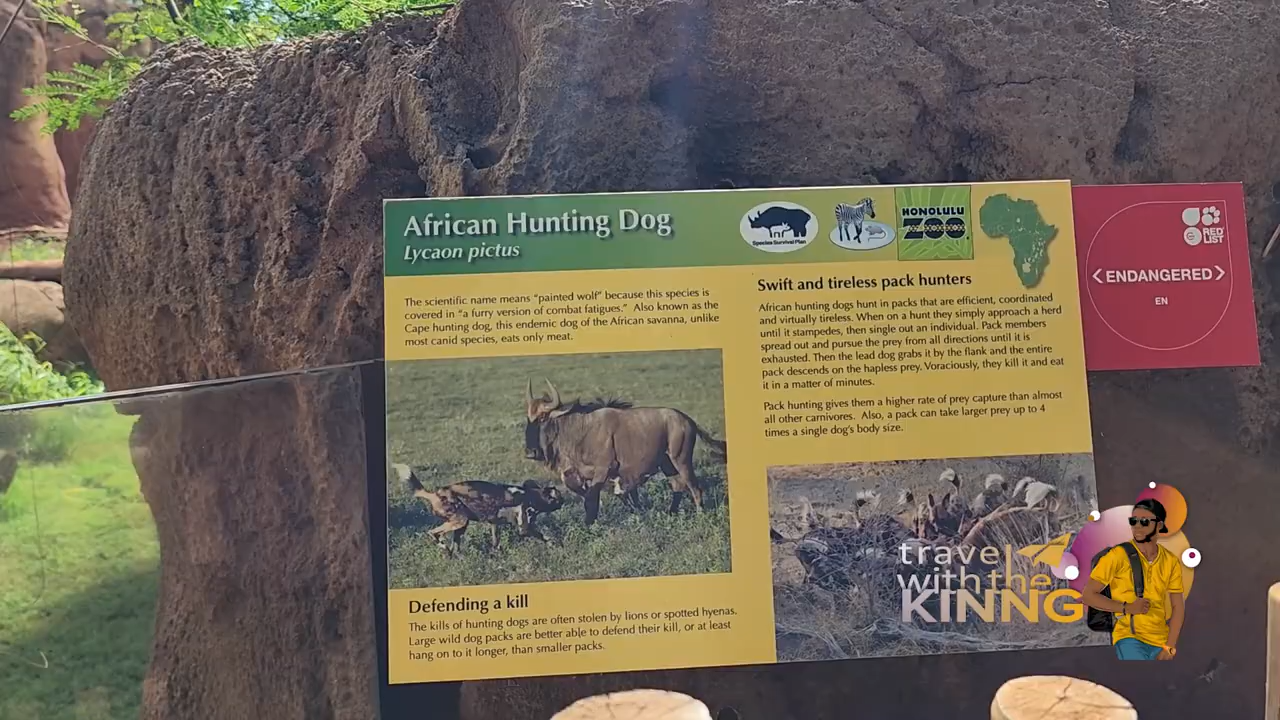 African Hunting Dog
Lycaon pictus
Species Survival Plan
HONOLULU
ZOO
RED
LIST
< ENDANGERED >
EN
The scientific name means "painted wolf" because this species is
covered in "a furry version of combat fatigues." Also known as the
Cape hunting dog, this endemic dog of the African savanna, unlike
most canid species, eats only meat.
Defending a kill
The kills of hunting dogs are often stolen by lions or spotted hyenas.
Large wild dog packs are better able to defend their kill, or at least
hang on to it longer, than smaller packs.
Swift and tireless pack hunters
African hunting dogs hunt in packs that are efficient, coordinated
and virtually tireless. When on a hunt they simply approach a herd
until it stampedes, then single out an individual. Pack members
spread out and pursue the prey from all directions until it is
exhausted. Then the lead dog grabs it by the flank and the entire
pack descends on the hapless prey. Voraciously, they kill it and eat
it in a matter of minutes.
Pack hunting gives them a higher rate of prey capture than almost
all other carnivores. Also, a pack can take larger prey up to 4
times a single dog's body size.
travel
with the
KINNG